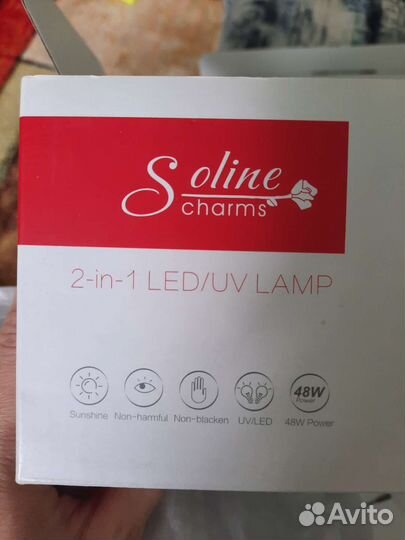 Soline
charms
2-in-1 LED/UV LAMP
48W
Power
Sunshine Non-harmful Non-blacken UV/LED 48W Power
Avito